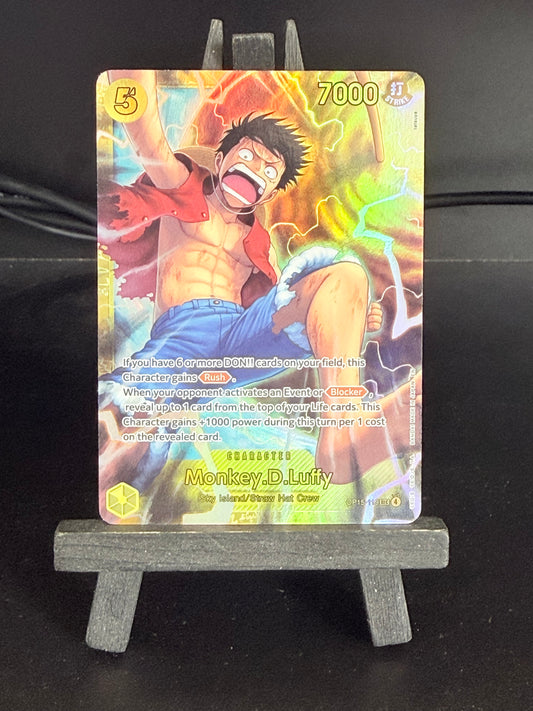 5
7000
打
STRIKE
If you have 6 or more DON!! cards on your field, this
Character gains Rush .
When your opponent activates an Event or Blocker ,
reveal up to 1 card from the top of your Life cards. This
Character gains +1000 power during this turn per 1 cost
on the revealed card.
CHARACTER
Monkey.D.Luffy
Sky Island/Straw Hat Crew
4